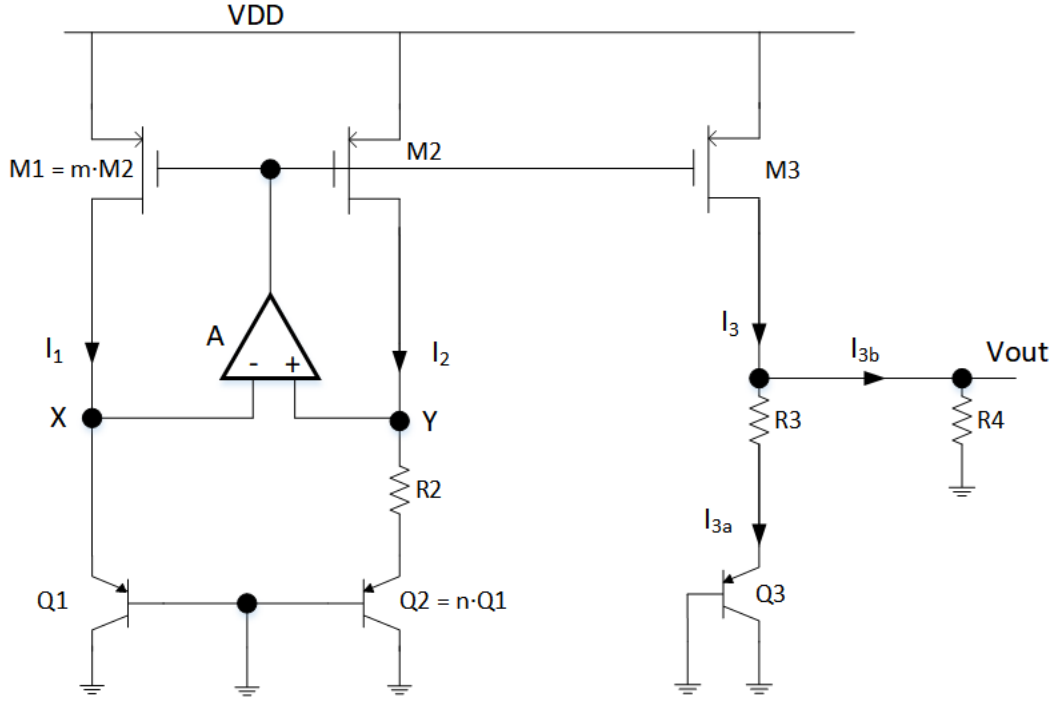 VDD
M1 = m·M2
M2
M3
A
- +
I₁
I₂
I₃
I₃b
Vout
X
Y
R3
R4
R2
I₃a
Q1
Q2 = n·Q1
Q3